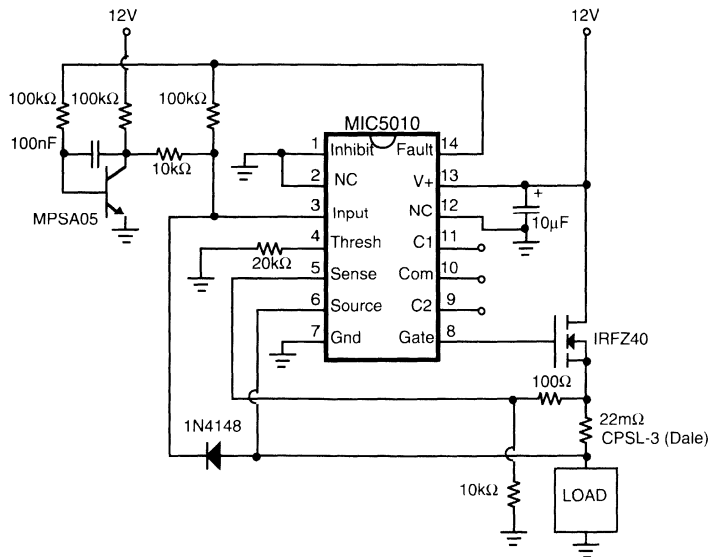 12V
12V
100kΩ
100kΩ
100kΩ
100nF
10kΩ
MPSA05
MIC5010
1 Inhibit Fault 14
2 NC V+ 13
3 Input NC 12
4 Thresh C1 11
5 Sense Com 10
6 Source C2 9
7 Gnd Gate 8
+
10µF
20kΩ
IRFZ40
100Ω
22mΩ
CPSL-3 (Dale)
1N4148
10kΩ
LOAD